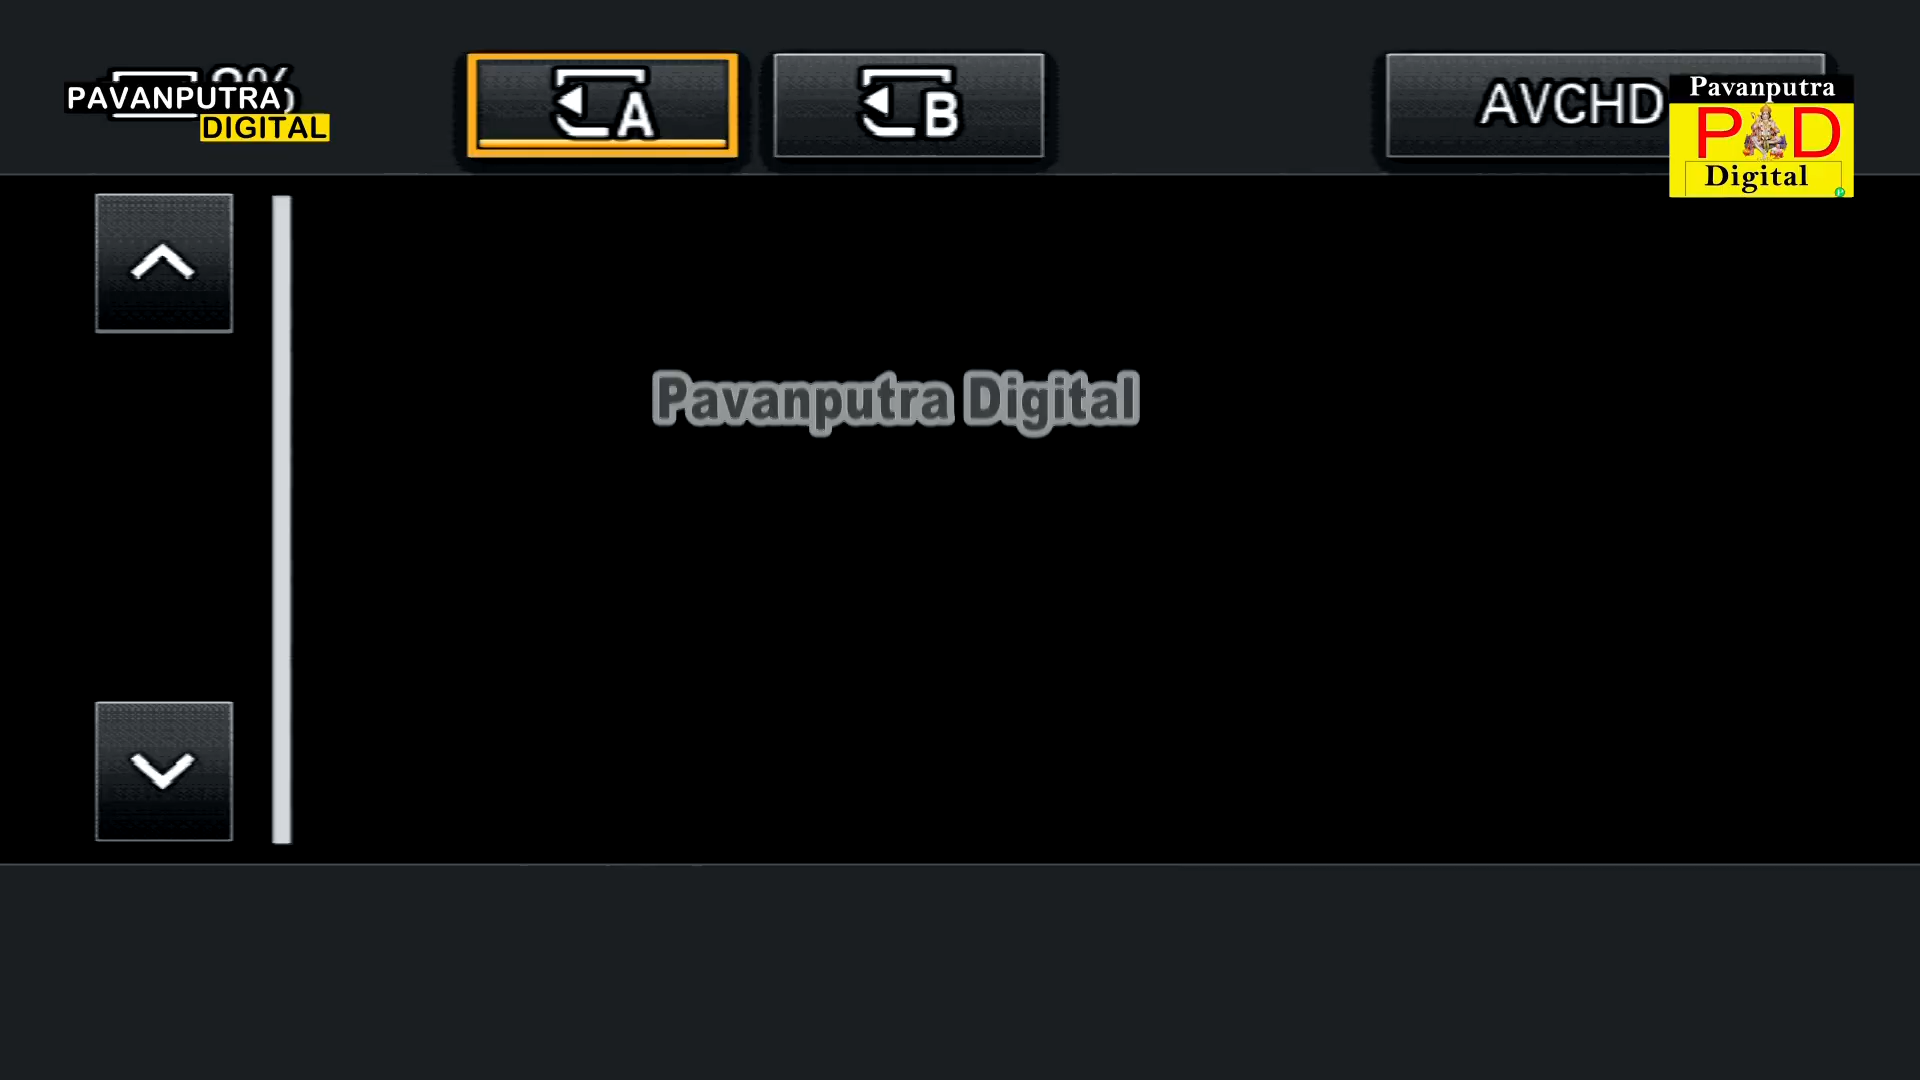 PAVANPUTRA
DIGITAL
A
B
AVCHD
Pavanputra
P D
Digital
Pavanputra Digital